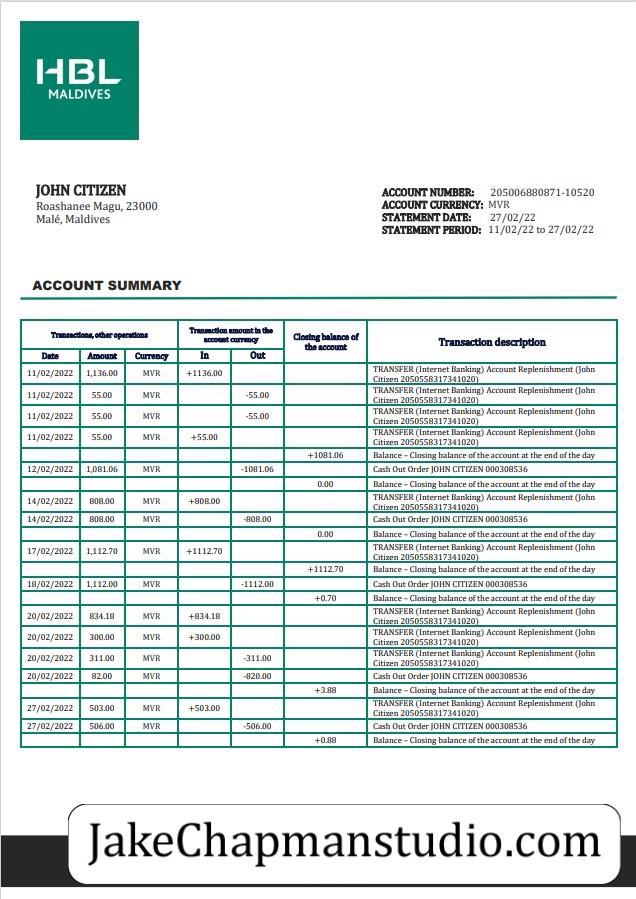 HBL
MALDIVES
JOHN CITIZEN
Roashanee Magu, 23000
Malé, Maldives
ACCOUNT NUMBER: 205006880871-10520
ACCOUNT CURRENCY: MVR
STATEMENT DATE: 27/02/22
STATEMENT PERIOD: 11/02/22 to 27/02/22
ACCOUNT SUMMARY
Transactions, other operations
Transaction amount in the
account currency
Closing balance of
the account
Transaction description
Date Amount Currency In Out
11/02/2022 1,136.00 MVR +1136.00 TRANSFER (Internet Banking) Account Replenishment (John
Citizen 2050558317341020)
11/02/2022 55.00 MVR -55.00 TRANSFER (Internet Banking) Account Replenishment (John
Citizen 2050558317341020)
11/02/2022 55.00 MVR -55.00 TRANSFER (Internet Banking) Account Replenishment (John
Citizen 2050558317341020)
11/02/2022 55.00 MVR +55.00 TRANSFER (Internet Banking) Account Replenishment (John
Citizen 2050558317341020)
+1081.06 Balance – Closing balance of the account at the end of the day
12/02/2022 1,081.06 MVR -1081.06 Cash Out Order JOHN CITIZEN 000308536
0.00 Balance – Closing balance of the account at the end of the day
14/02/2022 808.00 MVR +808.00 TRANSFER (Internet Banking) Account Replenishment (John
Citizen 2050558317341020)
14/02/2022 808.00 MVR -808.00 Cash Out Order JOHN CITIZEN 000308536
0.00 Balance – Closing balance of the account at the end of the day
17/02/2022 1,112.70 MVR +1112.70 TRANSFER (Internet Banking) Account Replenishment (John
Citizen 2050558317341020)
+1112.70 Balance – Closing balance of the account at the end of the day
18/02/2022 1,112.00 MVR -1112.00 Cash Out Order JOHN CITIZEN 000308536
+0.70 Balance – Closing balance of the account at the end of the day
20/02/2022 834.18 MVR +834.18 TRANSFER (Internet Banking) Account Replenishment (John
Citizen 2050558317341020)
20/02/2022 300.00 MVR +300.00 TRANSFER (Internet Banking) Account Replenishment (John
Citizen 2050558317341020)
20/02/2022 311.00 MVR -311.00 TRANSFER (Internet Banking) Account Replenishment (John
Citizen 2050558317341020)
20/02/2022 82.00 MVR -820.00 Cash Out Order JOHN CITIZEN 000308536
+3.88 Balance – Closing balance of the account at the end of the day
27/02/2022 503.00 MVR +503.00 TRANSFER (Internet Banking) Account Replenishment (John
Citizen 2050558317341020)
27/02/2022 506.00 MVR -506.00 Cash Out Order JOHN CITIZEN 000308536
+0.88 Balance – Closing balance of the account at the end of the day
JakeChapmanstudio.com